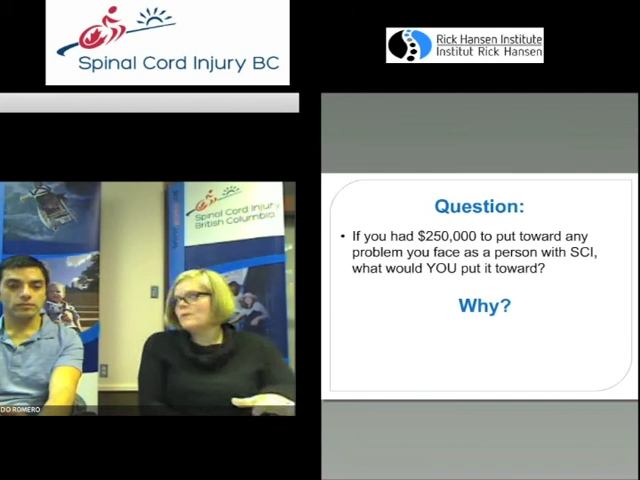 Spinal Cord Injury BC
Rick Hansen Institute
Institut Rick Hansen
Spinal Cord Injury
British Columbia
DO ROMERO
Question:
• If you had $250,000 to put toward any
problem you face as a person with SCI,
what would YOU put it toward?
Why?